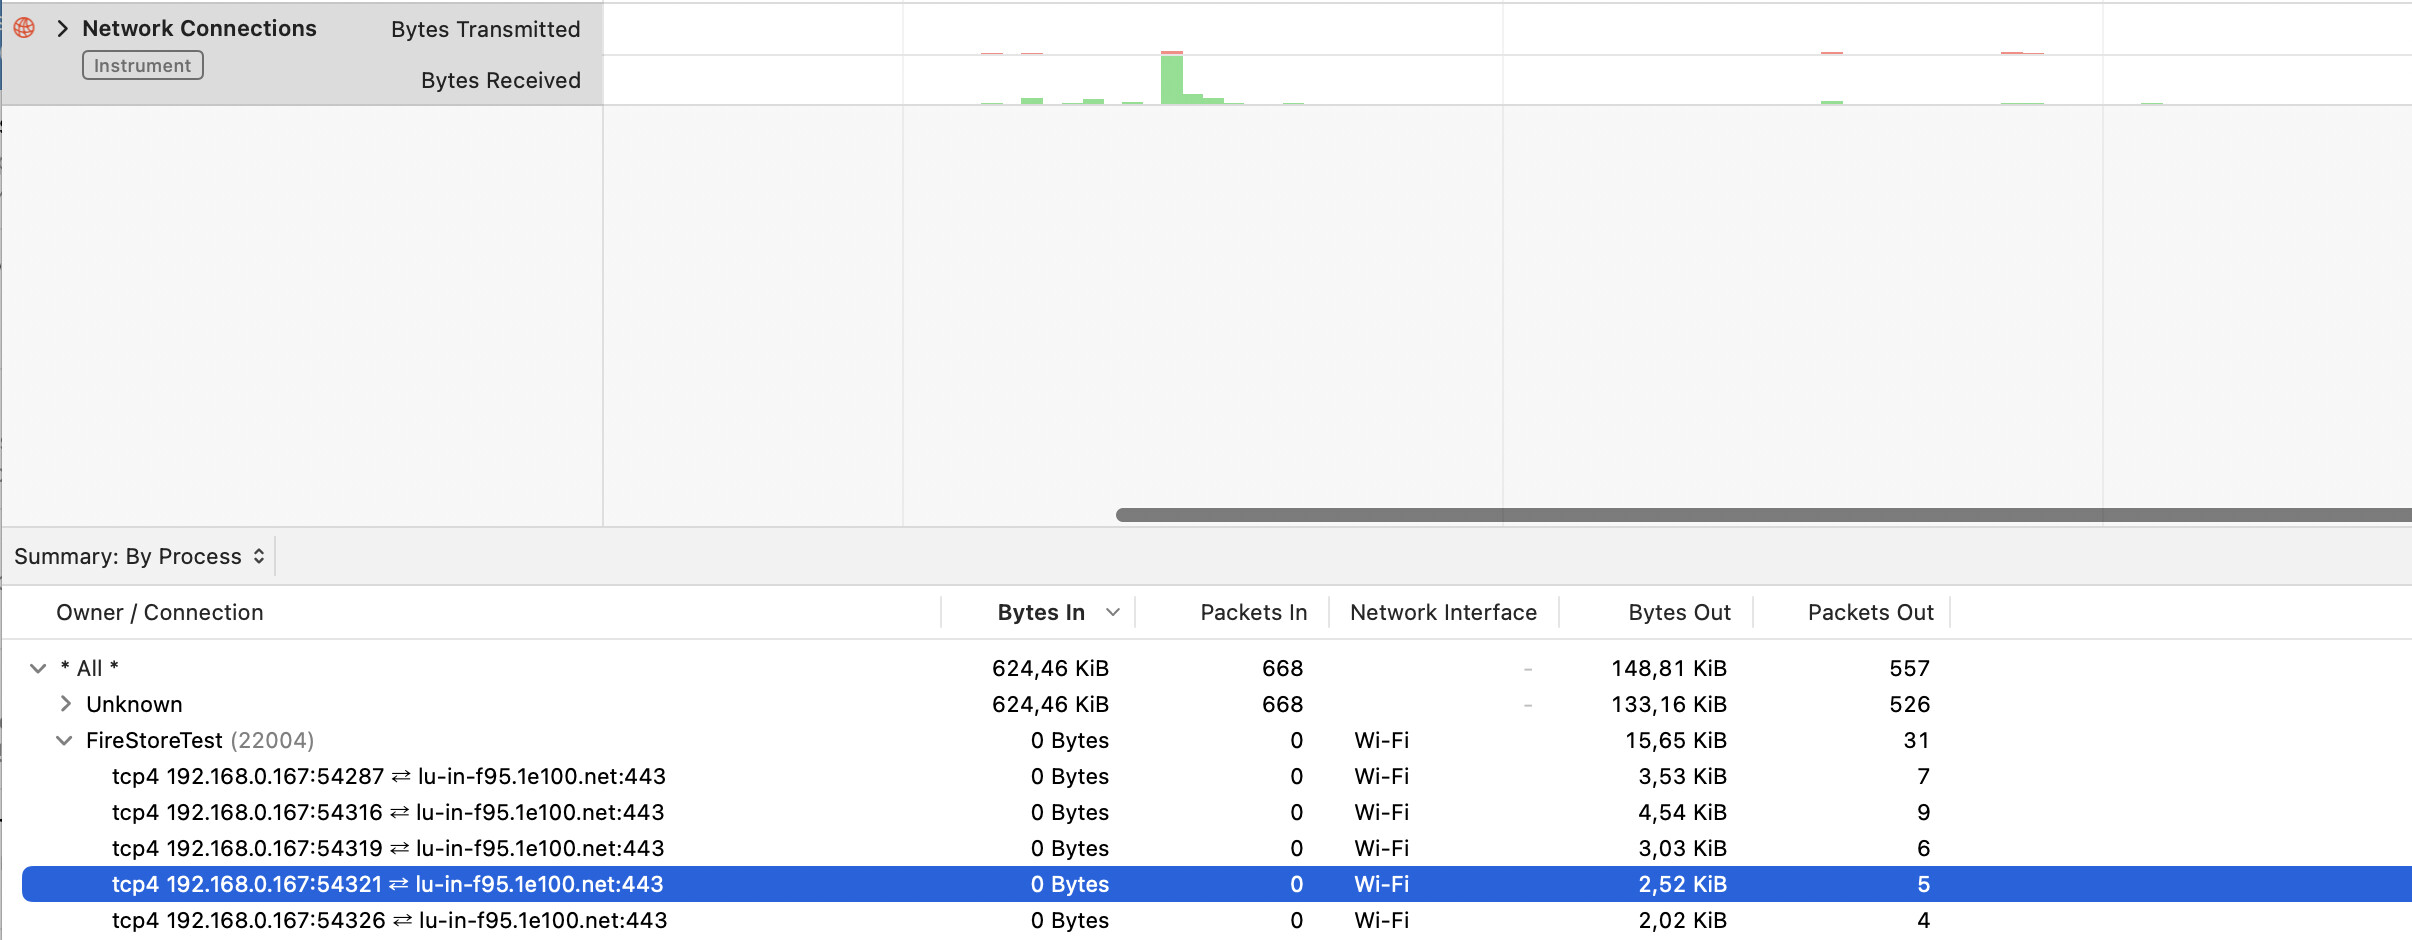 Network Connections Bytes Transmitted
Instrument
Bytes Received
Summary: By Process
Owner / Connection Bytes In Packets In Network Interface Bytes Out Packets Out
* All * 624,46 KiB 668 - 148,81 KiB 557
Unknown 624,46 KiB 668 - 133,16 KiB 526
FireStoreTest (22004) 0 Bytes 0 Wi-Fi 15,65 KiB 31
tcp4 192.168.0.167:54287 ⇄ lu-in-f95.1e100.net:443 0 Bytes 0 Wi-Fi 3,53 KiB 7
tcp4 192.168.0.167:54316 ⇄ lu-in-f95.1e100.net:443 0 Bytes 0 Wi-Fi 4,54 KiB 9
tcp4 192.168.0.167:54319 ⇄ lu-in-f95.1e100.net:443 0 Bytes 0 Wi-Fi 3,03 KiB 6
tcp4 192.168.0.167:54321 ⇄ lu-in-f95.1e100.net:443 0 Bytes 0 Wi-Fi 2,52 KiB 5
tcp4 192.168.0.167:54326 ⇄ lu-in-f95.1e100.net:443 0 Bytes 0 Wi-Fi 2,02 KiB 4